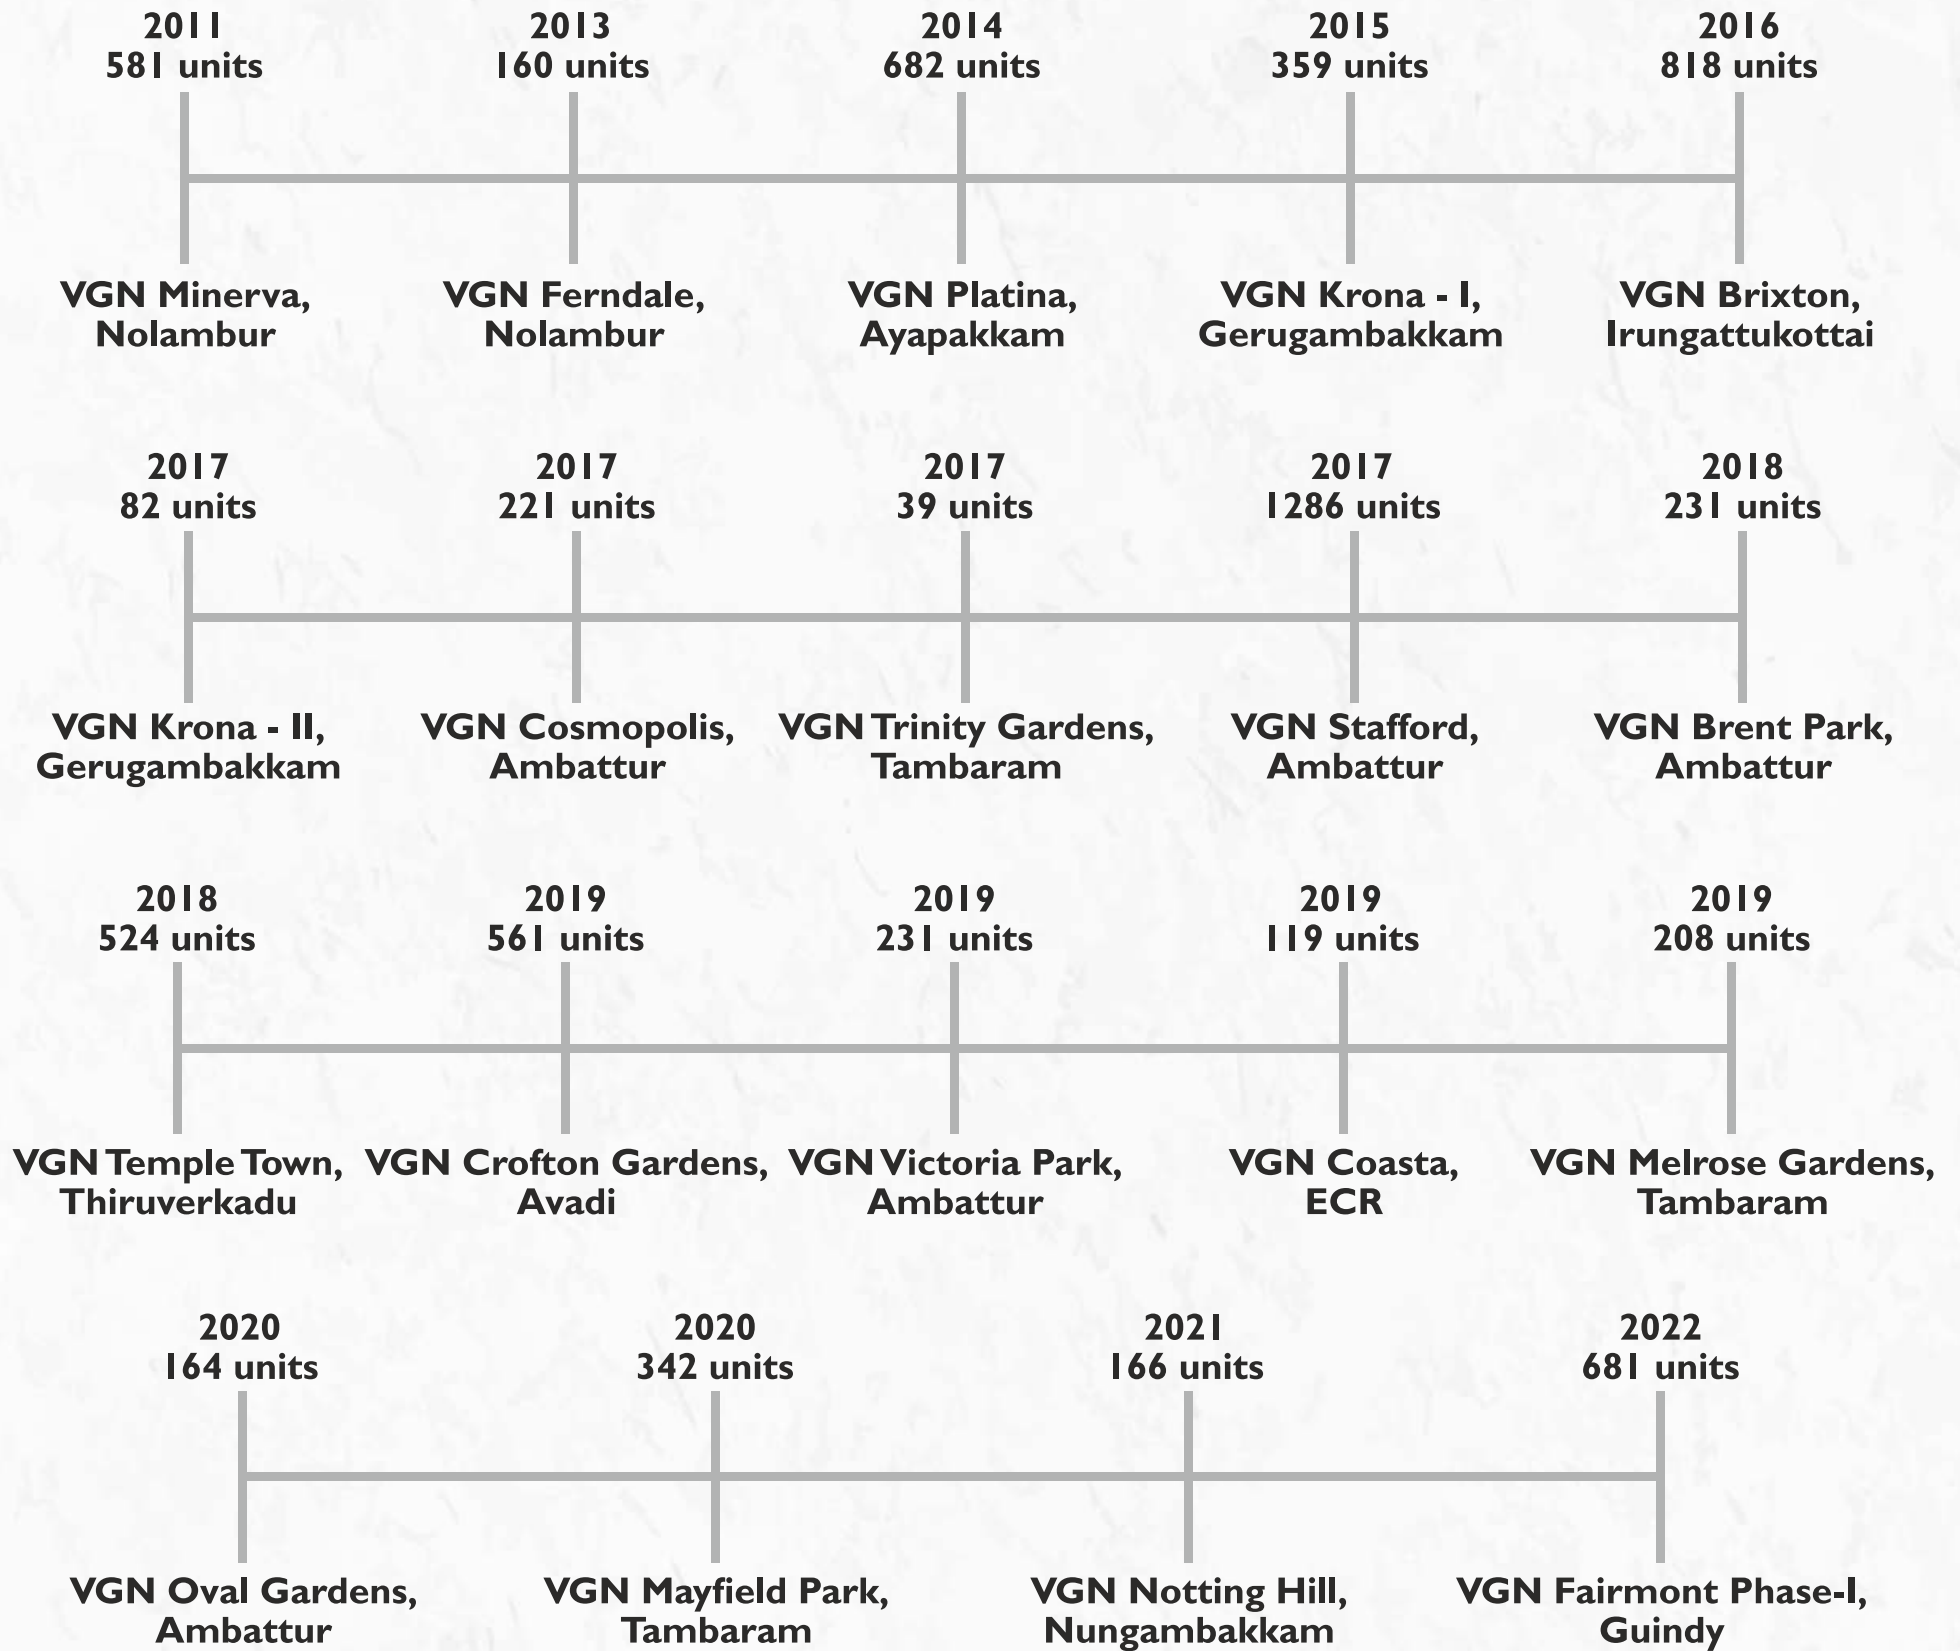 2011
581 units
VGN Minerva,
Nolambur
2013
160 units
VGN Ferndale,
Nolambur
2014
682 units
VGN Platina,
Ayapakkam
2015
359 units
VGN Krona - I,
Gerugambakkam
2016
818 units
VGN Brixton,
Irungattukottai
2017
82 units
VGN Krona - II,
Gerugambakkam
2017
221 units
VGN Cosmopolis,
Ambattur
2017
39 units
VGN Trinity Gardens,
Tambaram
2017
1286 units
VGN Stafford,
Ambattur
2018
231 units
VGN Brent Park,
Ambattur
2018
524 units
VGN Temple Town,
Thiruverkadu
2019
561 units
VGN Crofton Gardens,
Avadi
2019
231 units
VGN Victoria Park,
Ambattur
2019
119 units
VGN Coasta,
ECR
2019
208 units
VGN Melrose Gardens,
Tambaram
2020
164 units
VGN Oval Gardens,
Ambattur
2020
342 units
VGN Mayfield Park,
Tambaram
2021
166 units
VGN Notting Hill,
Nungambakkam
2022
681 units
VGN Fairmont Phase-I,
Guindy